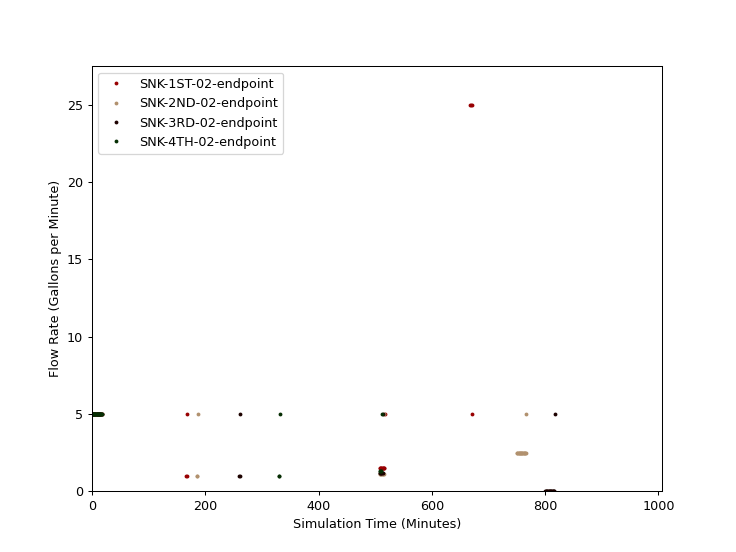 SNK-1ST-02-endpoint
SNK-2ND-02-endpoint
SNK-3RD-02-endpoint
SNK-4TH-02-endpoint
25
20
15
10
5
0
Flow Rate (Gallons per Minute)
0 200 400 600 800 1000
Simulation Time (Minutes)